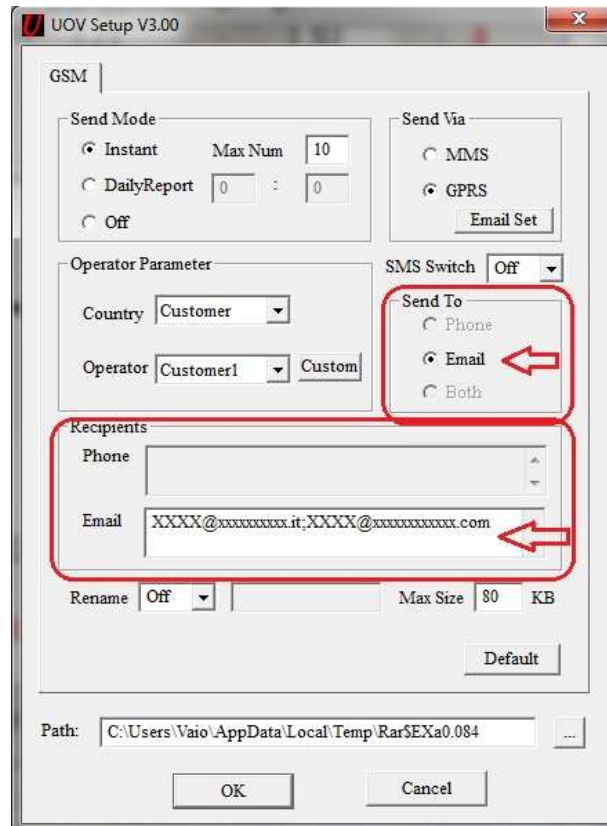 UOV Setup V3.00
GSM
Send Mode
Instant Max Num 10
DailyReport 0 : 0
Off
Send Via
MMS
GPRS
Email Set
Operator Parameter
Country Customer
Operator Customer1 Custom
SMS Switch Off
Send To
Phone
Email
Both
Recipients
Phone
Email XXXX@xxxxxxxxxx.it;XXXX@xxxxxxxxxxxx.com
Rename Off Max Size 80 KB
Default
Path: C:\Users\Vaio\AppData\Local\Temp\Rar$EXa0.084 ...
OK Cancel